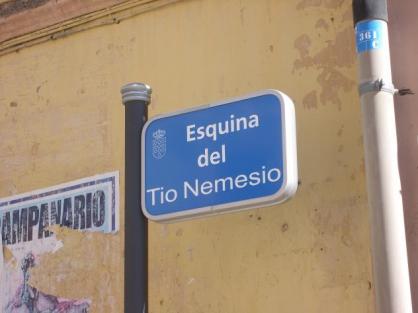 361
C
Esquina
del
Tio Nemesio
AMPANARIO